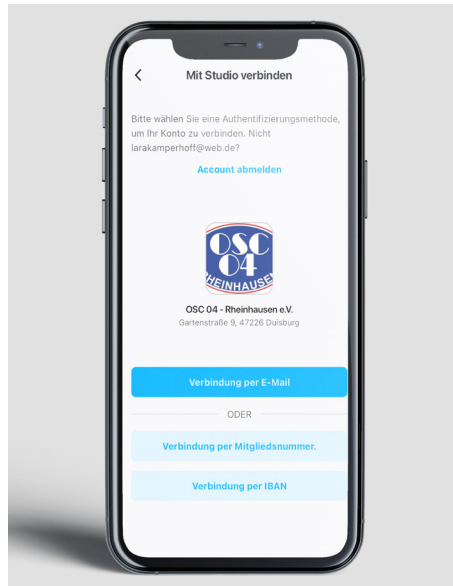 Mit Studio verbinden
Bitte wählen Sie eine Authentifizierungsmethode,
um Ihr Konto zu verbinden. Nicht
larakamperhoff@web.de?
Account abmelden
OSC
04
RHEINHAUSEN
OSC 04 - Rheinhausen e.V.
Gartenstraße 9, 47226 Duisburg
Verbindung per E-Mail
ODER
Verbindung per Mitgliedsnummer.
Verbindung per IBAN